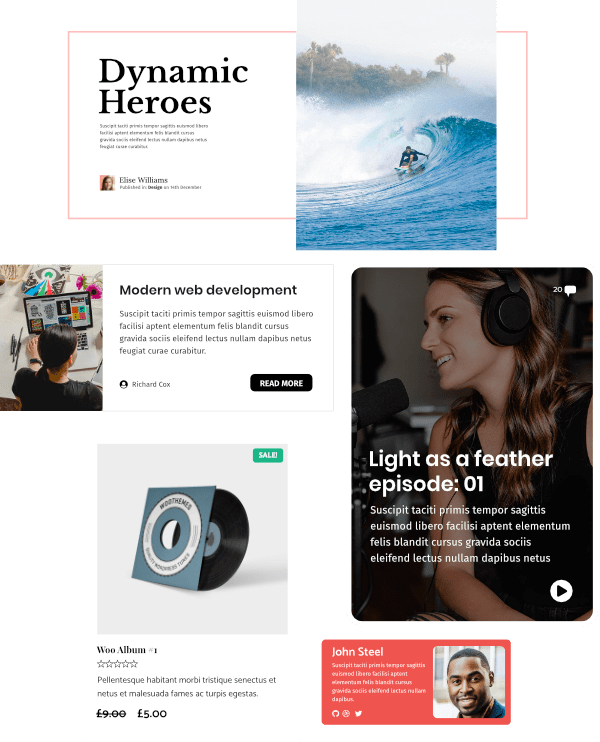 Dynamic
Heroes
Suscipit taciti primis tempor sagittis euismod libero
facilisi aptent elementum felis blandit cursus
gravida sociis eleifend lectus nullam dapibus netus
feugiat curae curabitur.
Elise Williams
Published in: Design on 14th December
Modern web development
Suscipit taciti primis tempor sagittis euismod libero
facilisi aptent elementum felis blandit cursus
gravida sociis eleifend lectus nullam dapibus netus
feugiat curae curabitur.
Richard Cox
READ MORE
20
Light as a feather
episode: 01
Suscipit taciti primis tempor sagittis
euismod libero facilisi aptent elementum
felis blandit cursus gravida sociis
eleifend lectus nullam dapibus netus
SALE!
WOOTHEMES
Woo Album #1
Pellentesque habitant morbi tristique senectus et
netus et malesuada fames ac turpis egestas.
£9.00 £5.00
John Steel
Suscipit taciti primis tempor sagittis
euismod libero facilisi aptent
elementum felis blandit cursus
gravida sociis eleifend lectus nullam
dapibus.